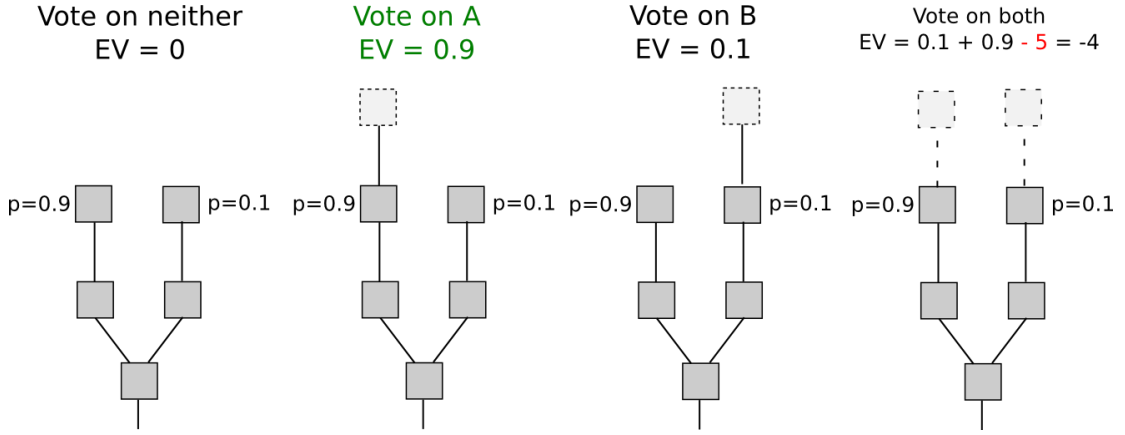 Vote on neither
EV = 0
Vote on A
EV = 0.9
Vote on B
EV = 0.1
Vote on both
EV = 0.1 + 0.9 - 5 = -4
p=0.9
p=0.1
p=0.9
p=0.1
p=0.9
p=0.1
p=0.9
p=0.1